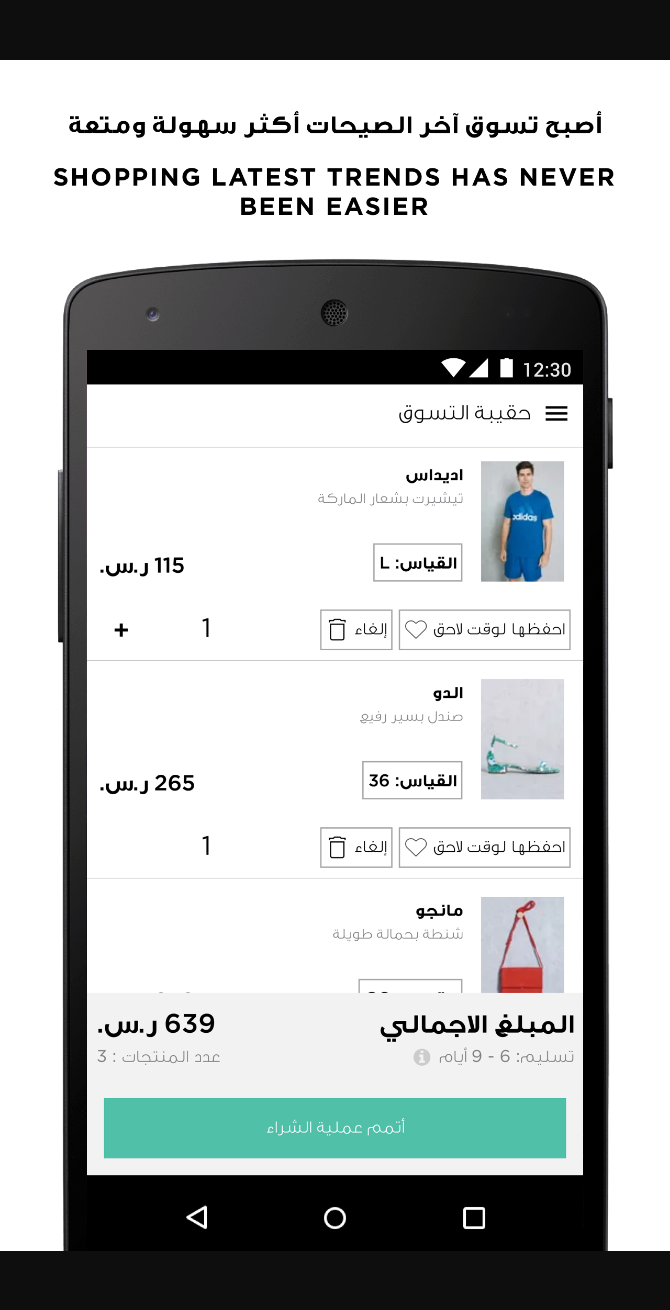 أصبح تسوق آخر الصيحات أكثر سهولة ومتعة
SHOPPING LATEST TRENDS HAS NEVER
BEEN EASIER
12:30
حقيبة التسوق
اديداس
تيشيرت بشعار الماركة
adidas
القياس: L
115 ر.س.
احفظها لوقت لاحق
إلغاء
1
+
الدو
صندل بسير رفيع
القياس: 36
265 ر.س.
احفظها لوقت لاحق
إلغاء
1
مانجو
شنطة بحمالة طويلة
المبلغ الاجمالي
639 ر.س.
تسليم: 6 - 9 أيام
عدد المنتجات : 3
أتمم عملية الشراء